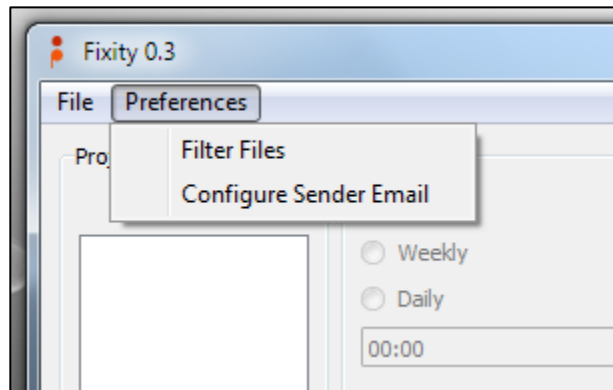 Fixity 0.3
File Preferences
Filter Files
Configure Sender Email
Weekly
Daily
00:00